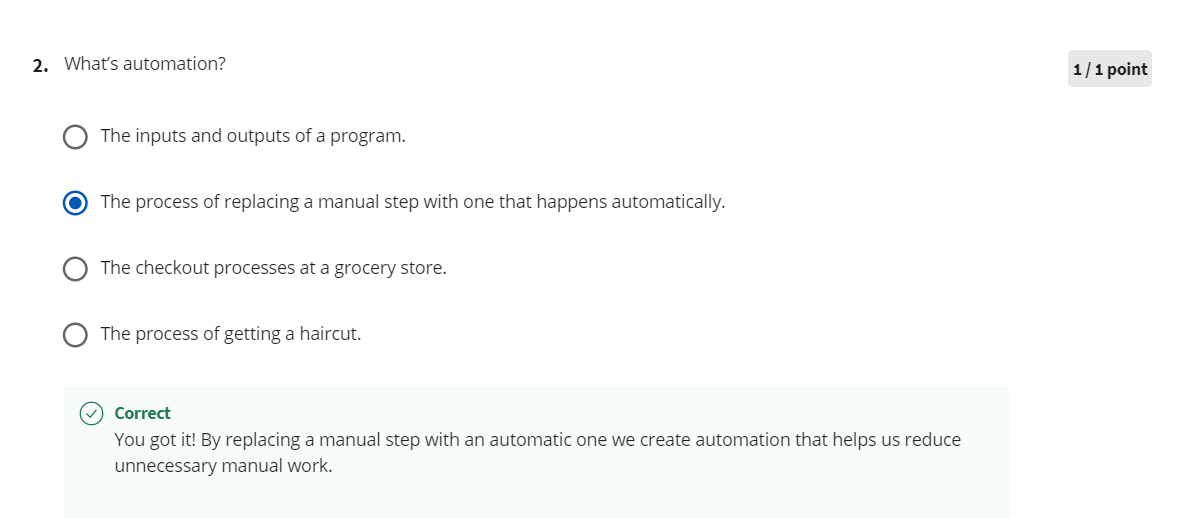 2. What's automation?
1 / 1 point
The inputs and outputs of a program.
The process of replacing a manual step with one that happens automatically.
The checkout processes at a grocery store.
The process of getting a haircut.
Correct
You got it! By replacing a manual step with an automatic one we create automation that helps us reduce
unnecessary manual work.